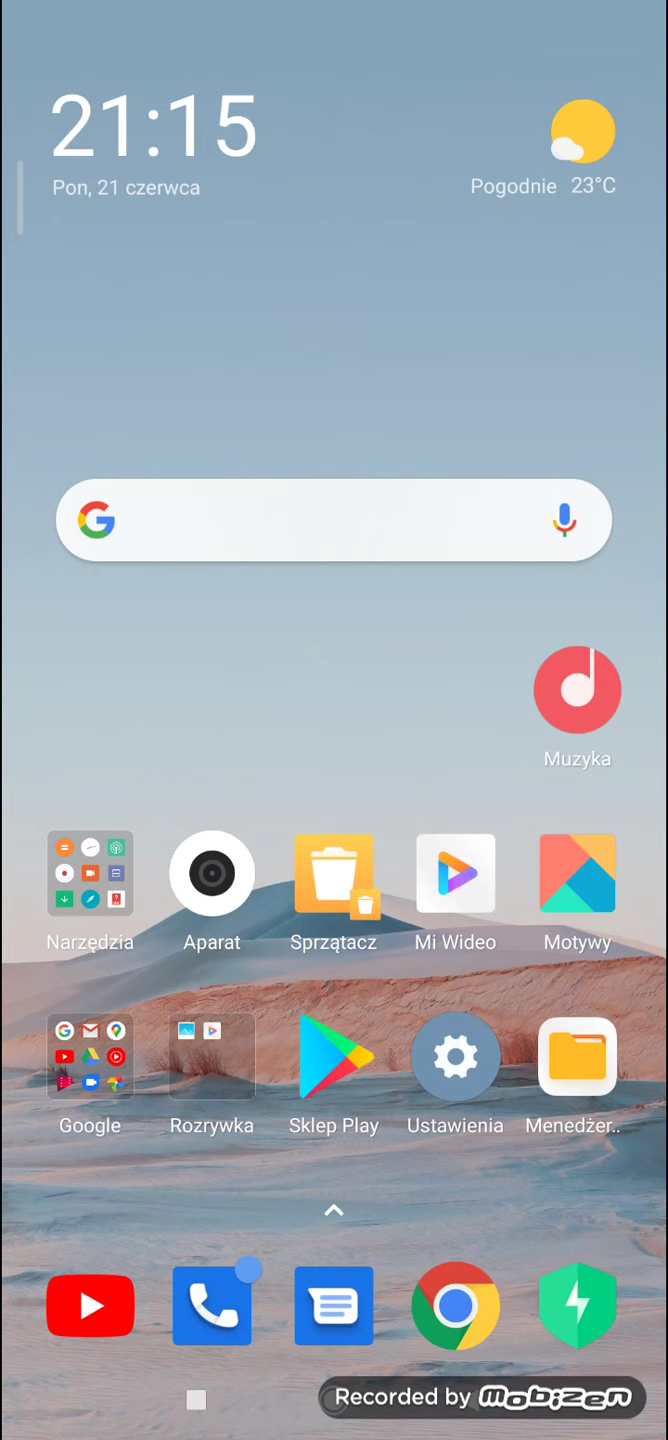 21:15
Pon, 21 czerwca
Pogodnie 23°C
Muzyka
Narzędzia
Aparat
Sprzątacz
Mi Wideo
Motywy
Google
Rozrywka
Sklep Play
Ustawienia
Menedżer..
Recorded by mobizen